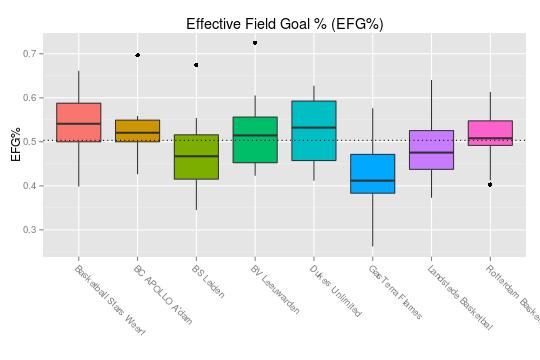 Effective Field Goal % (EFG%)
EFG%
0.7
0.6
0.5
0.4
0.3
Basketball Stars Weert
BC APOLLO A'dam
BS Leiden
BV Leeuwarden
Dukes Unlimited
GasTerra Flames
Landstede Basketbal
Rotterdam Baske